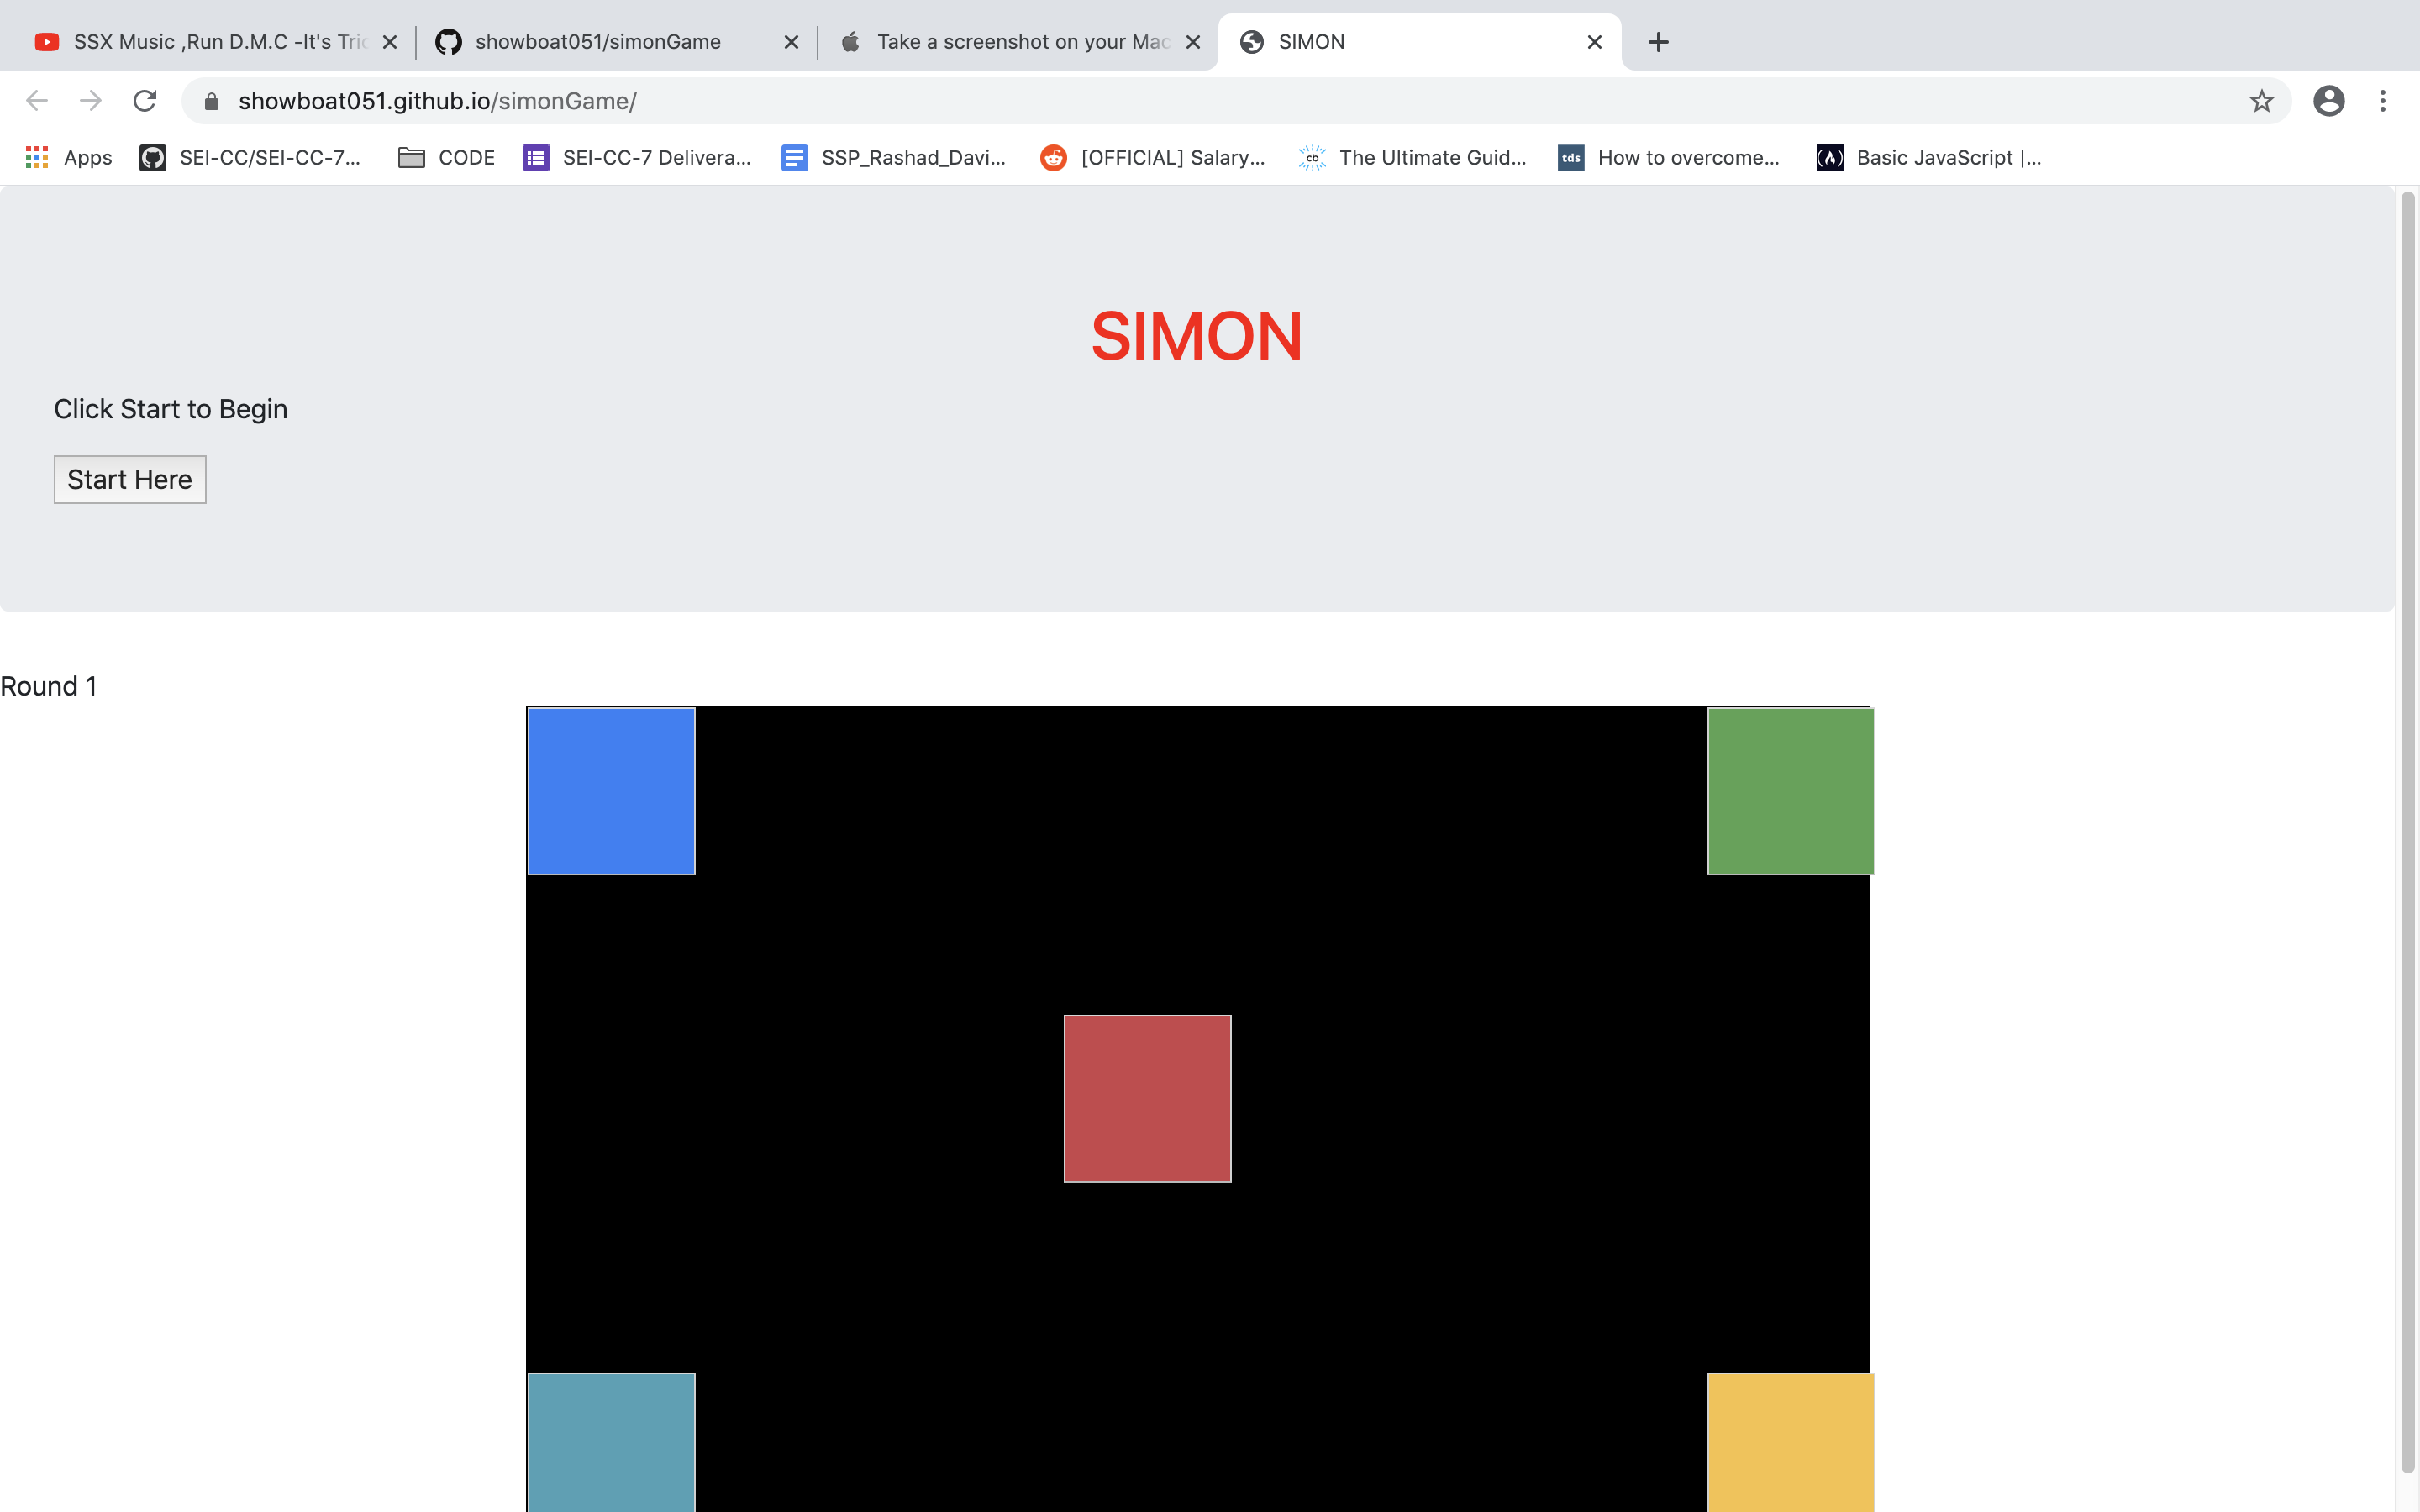 SSX Music ,Run D.M.C -It's Tric
showboat051/simonGame
Take a screenshot on your Mac
SIMON
showboat051.github.io/simonGame/
Apps
SEI-CC/SEI-CC-7...
CODE
SEI-CC-7 Delivera...
SSP_Rashad_Davi...
[OFFICIAL] Salary...
cb
The Ultimate Guid...
tds
How to overcome...
Basic JavaScript |...
SIMON
Click Start to Begin
Start Here
Round 1